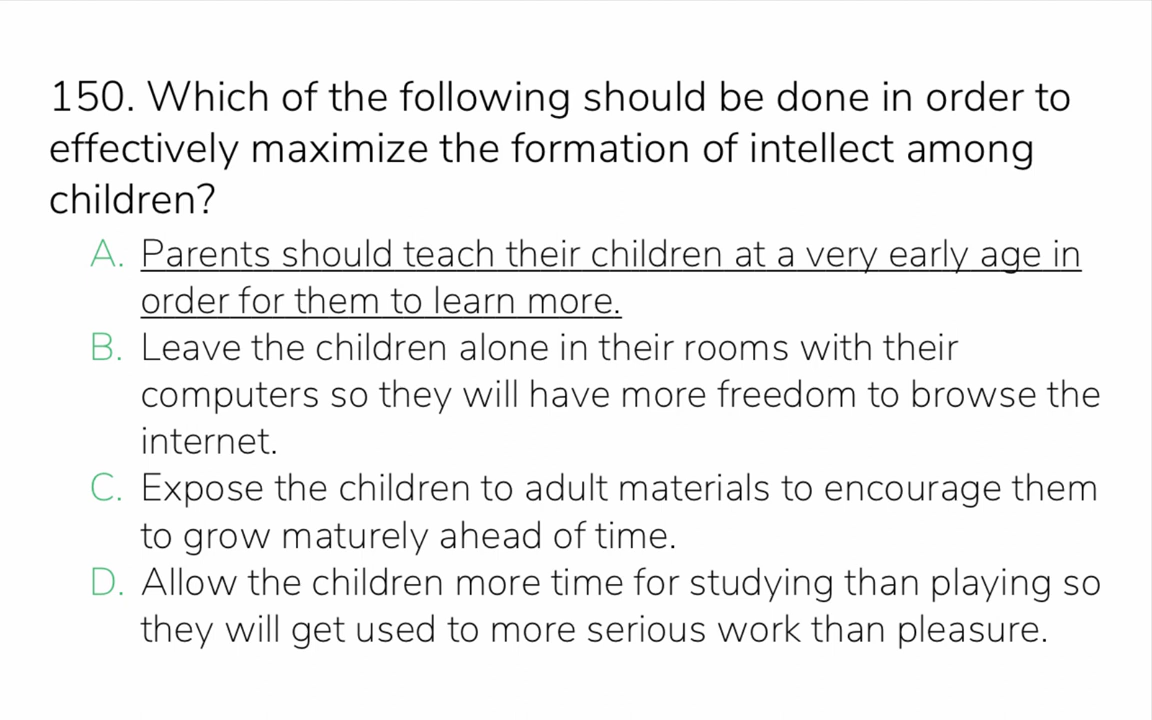 150. Which of the following should be done in order to
effectively maximize the formation of intellect among
children?
A. Parents should teach their children at a very early age in
order for them to learn more.
B. Leave the children alone in their rooms with their
computers so they will have more freedom to browse the
internet.
C. Expose the children to adult materials to encourage them
to grow maturely ahead of time.
D. Allow the children more time for studying than playing so
they will get used to more serious work than pleasure.